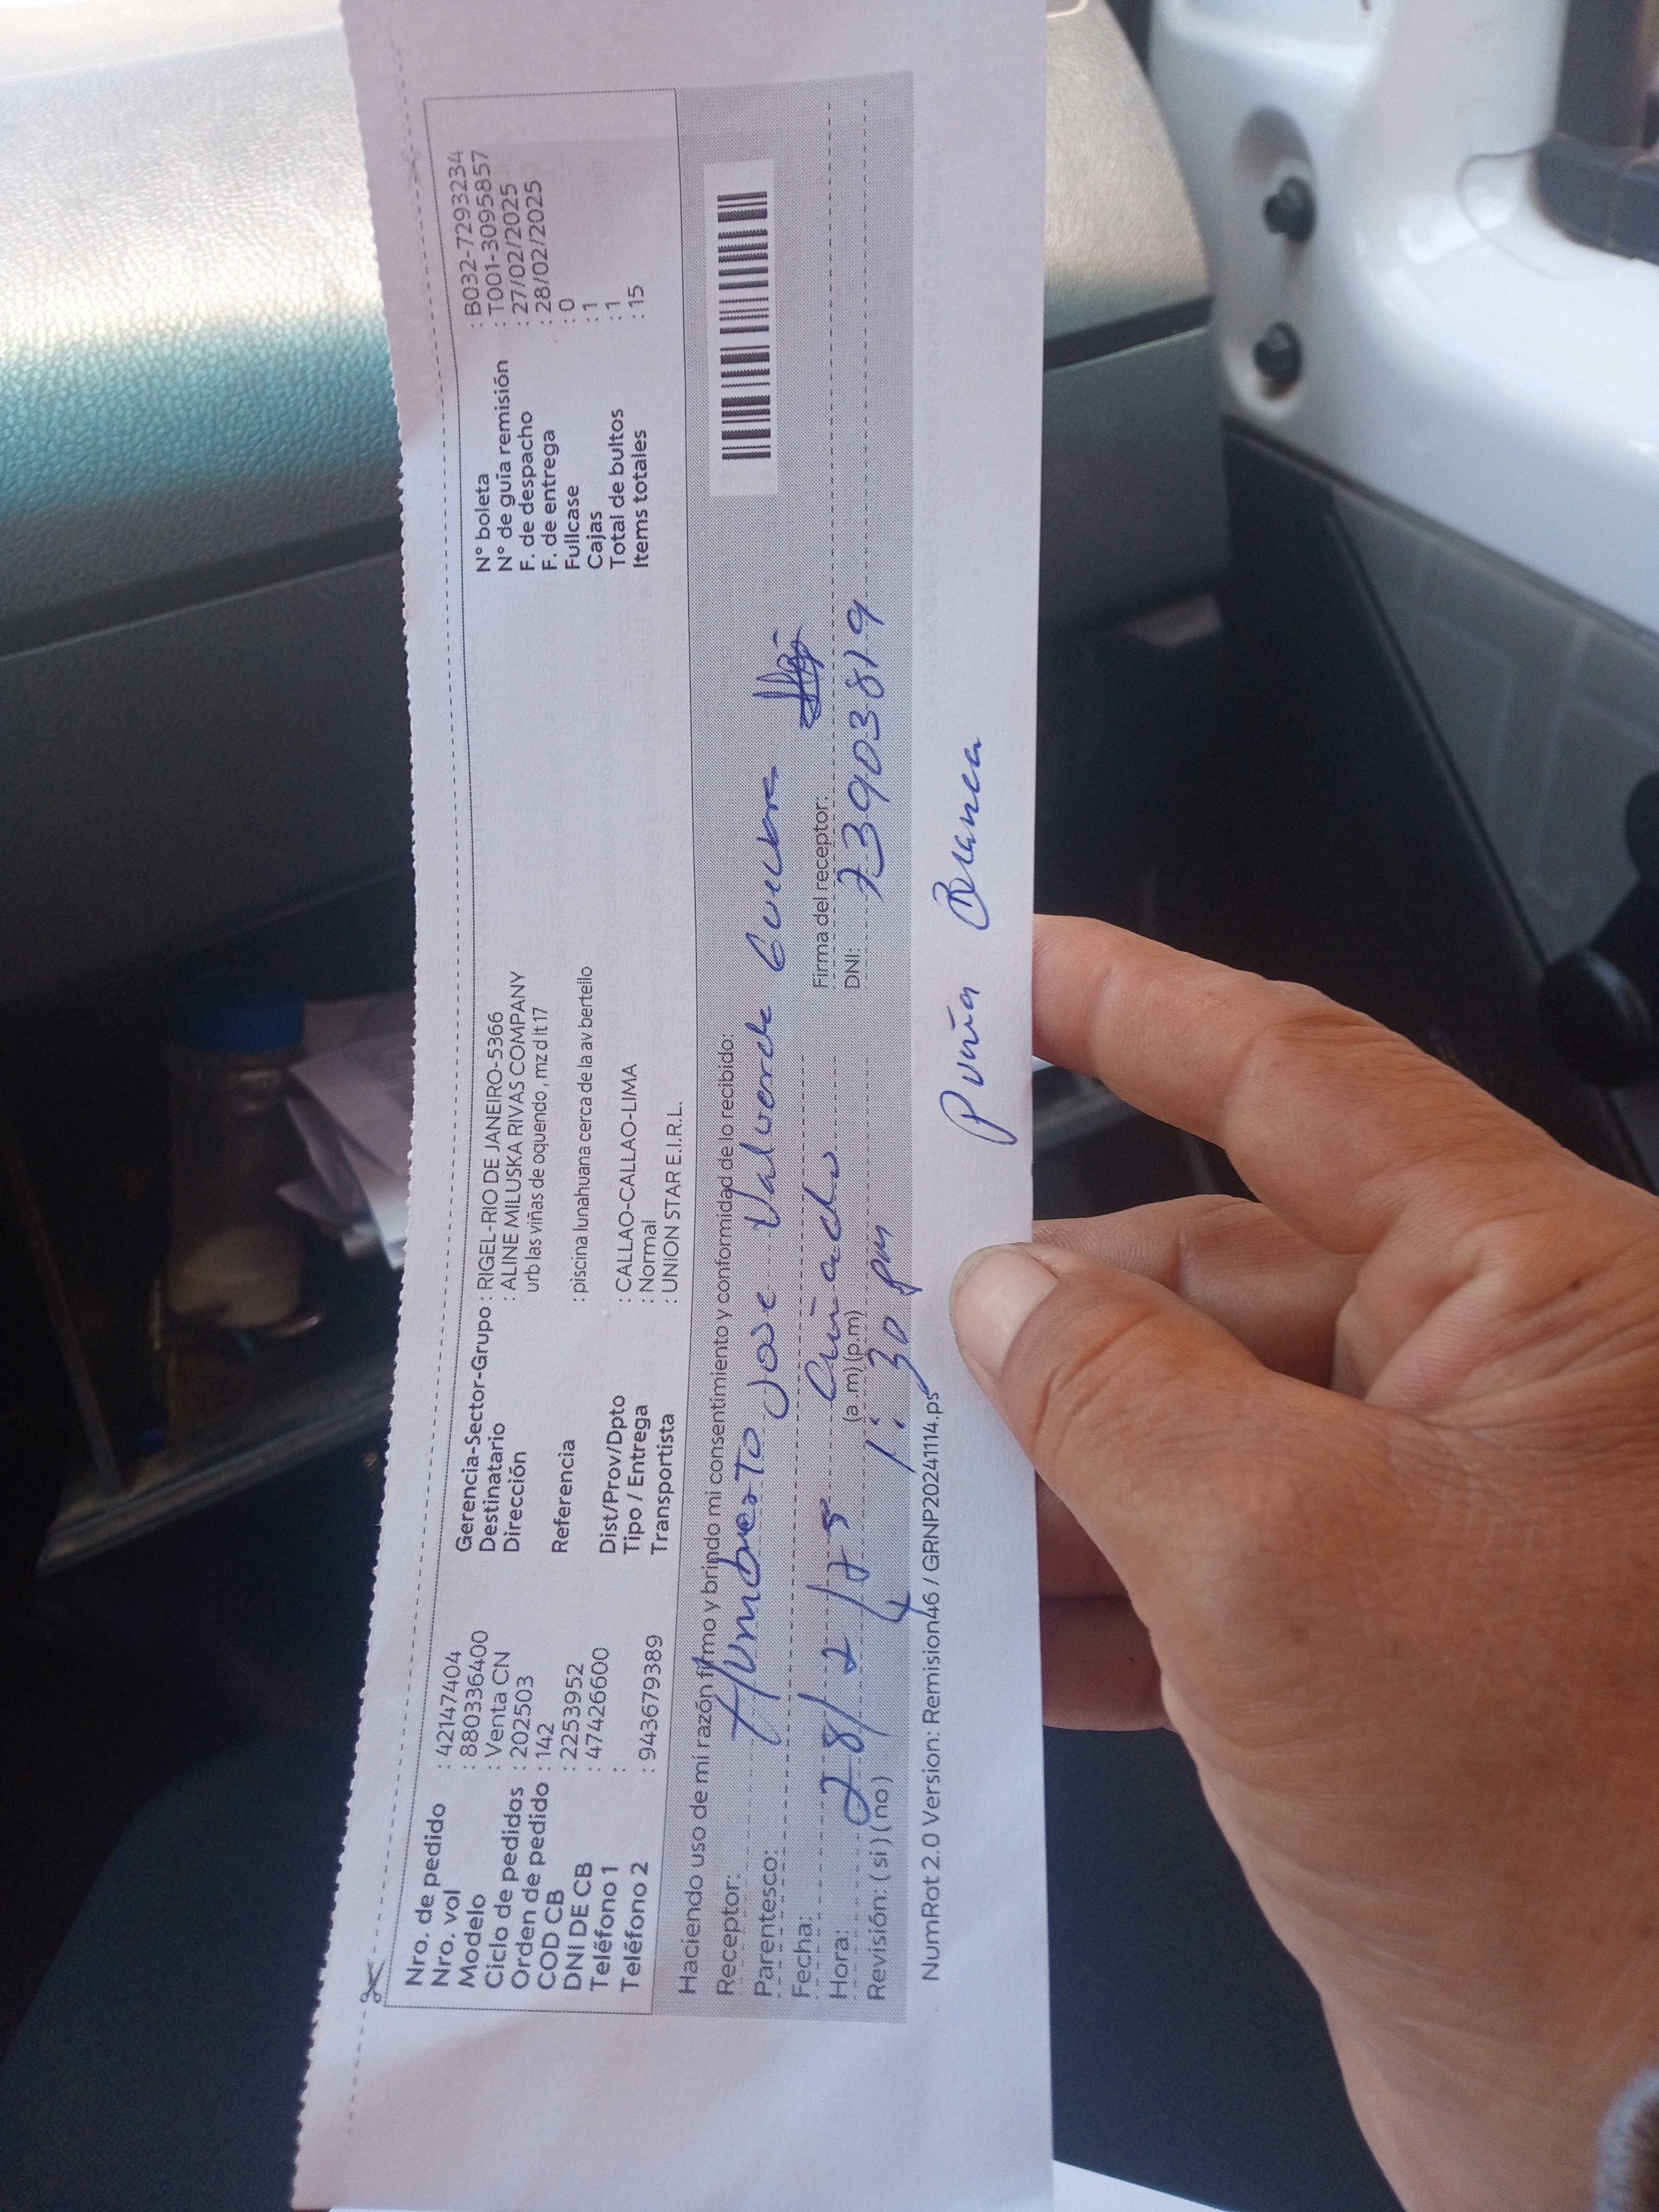 Nro. de pedido : 42147404
Nro. vol : 880336400
Modelo : Venta CN
Ciclo de pedidos : 202503
Orden de pedido : 142
COD CB : 2253952
DNI DE CB : 47426600
Teléfono 1 :
Teléfono 2 : 943679389
Gerencia-Sector-Grupo : RIGEL-RIO DE JANEIRO-5366
Destinatario : ALINE MILUSKA RIVAS COMPANY
Dirección urb las viñas de oquendo , mz d lt 17
Referencia : piscina lunahuana cerca de la av bertello
Dist/Prov/Dpto : CALLAO-CALLAO-LIMA
Tipo / Entrega : Normal
Transportista : UNION STAR E.I.R.L.
N° boleta : B032-7293234
N° de guía remisión : T001-3095857
F. de despacho : 27/02/2025
F. de entrega : 28/02/2025
Fullcase : 0
Cajas : 1
Total de bultos : 1
Items totales : 15
Haciendo uso de mi razón firmo y brindo mi consentimiento y conformidad de lo recibido:
Receptor: Humberto Jose Valverde
Parentesco: Cuñado
Firma del receptor:
Fecha: 28/2/25
DNI: 73903819
Hora: (a .m) (p.m) 1:30 pm
Revisión: ( si ) ( no )
NumRot 2.0 Version: Remision46 / GRNP20241114.ps
Puñia Blanca